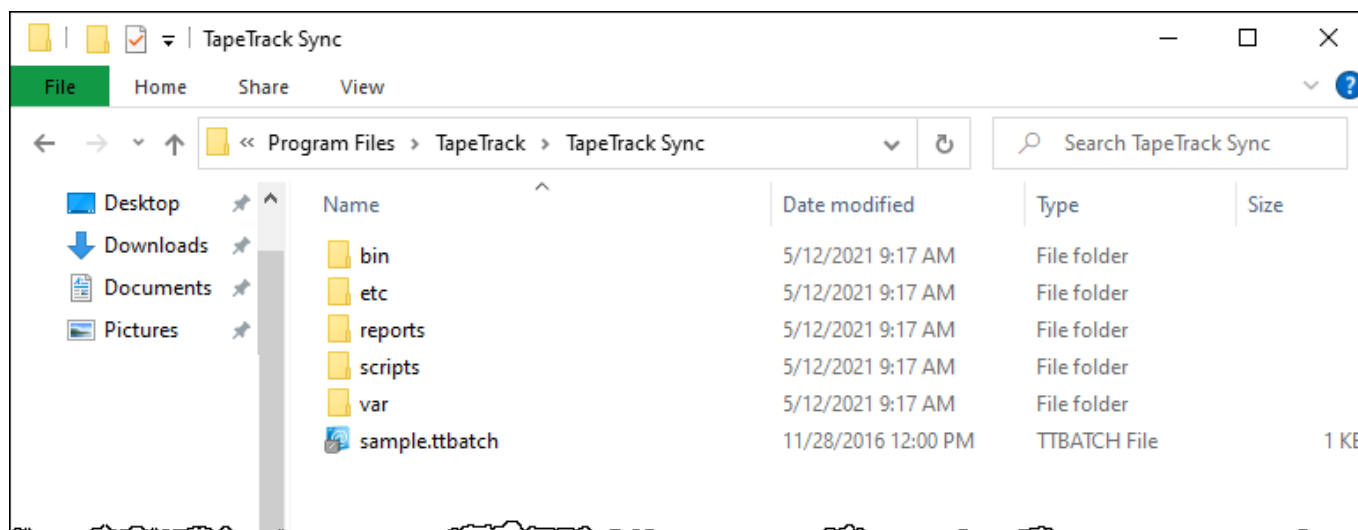 TapeTrack Sync
File Home Share View ?
« Program Files > TapeTrack > TapeTrack Sync Search TapeTrack Sync
Desktop
Downloads
Documents
Pictures
Name Date modified Type Size
bin 5/12/2021 9:17 AM File folder
etc 5/12/2021 9:17 AM File folder
reports 5/12/2021 9:17 AM File folder
scripts 5/12/2021 9:17 AM File folder
var 5/12/2021 9:17 AM File folder
sample.ttbatch 11/28/2016 12:00 PM TTBATCH File 1